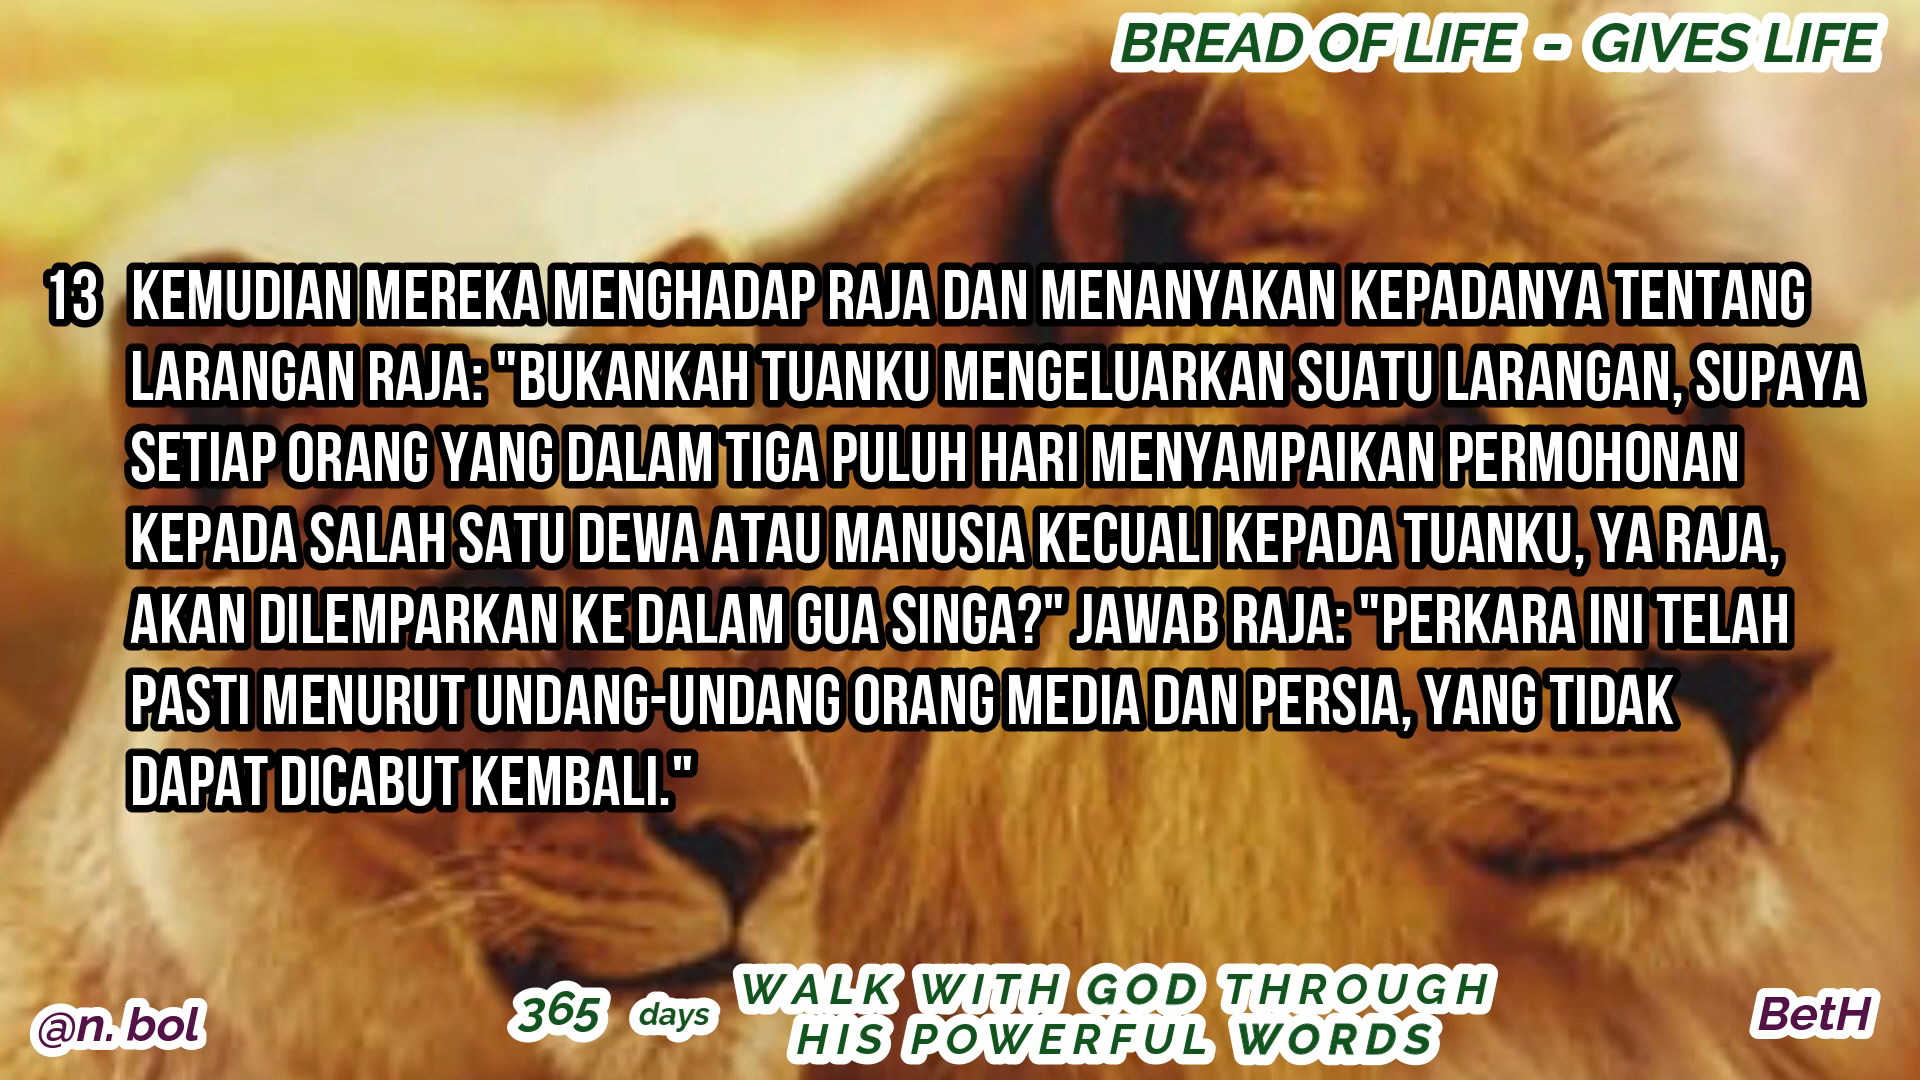 BREAD OF LIFE - GIVES LIFE
13 KEMUDIAN MEREKA MENGHADAP RAJA DAN MENANYAKAN KEPADANYA TENTANG
LARANGAN RAJA: "BUKANKAH TUANKU MENGELUARKAN SUATU LARANGAN, SUPAYA
SETIAP ORANG YANG DALAM TIGA PULUH HARI MENYAMPAIKAN PERMOHONAN
KEPADA SALAH SATU DEWA ATAU MANUSIA KECUALI KEPADA TUANKU, YA RAJA,
AKAN DILEMPARKAN KE DALAM GUA SINGA?" JAWAB RAJA: "PERKARA INI TELAH
PASTI MENURUT UNDANG-UNDANG ORANG MEDIA DAN PERSIA, YANG TIDAK
DAPAT DICABUT KEMBALI."
@n. bol
365 days
WALK WITH GOD THROUGH
HIS POWERFUL WORDS
BetH